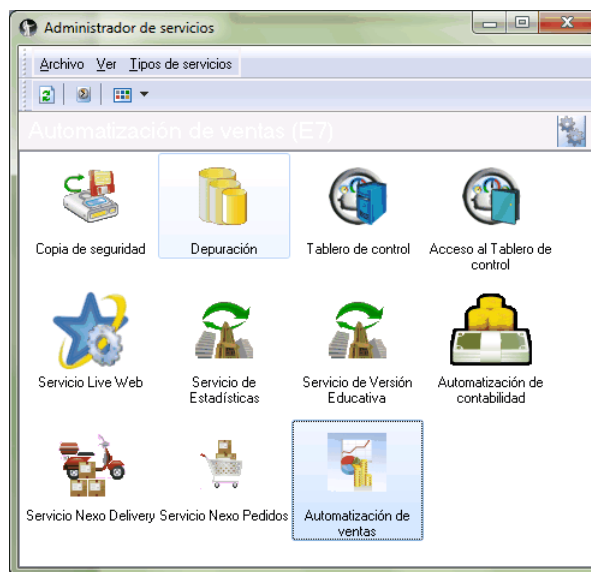 Administrador de servicios
Archivo Ver Tipos de servicios
Automatización de ventas (E7)
Copia de seguridad
Depuración
Tablero de control
Acceso al Tablero de
control
Servicio Live Web
Servicio de
Estadísticas
Servicio de Versión
Educativa
Automatización de
contabilidad
Servicio Nexo Delivery
Servicio Nexo Pedidos
Automatización de
ventas